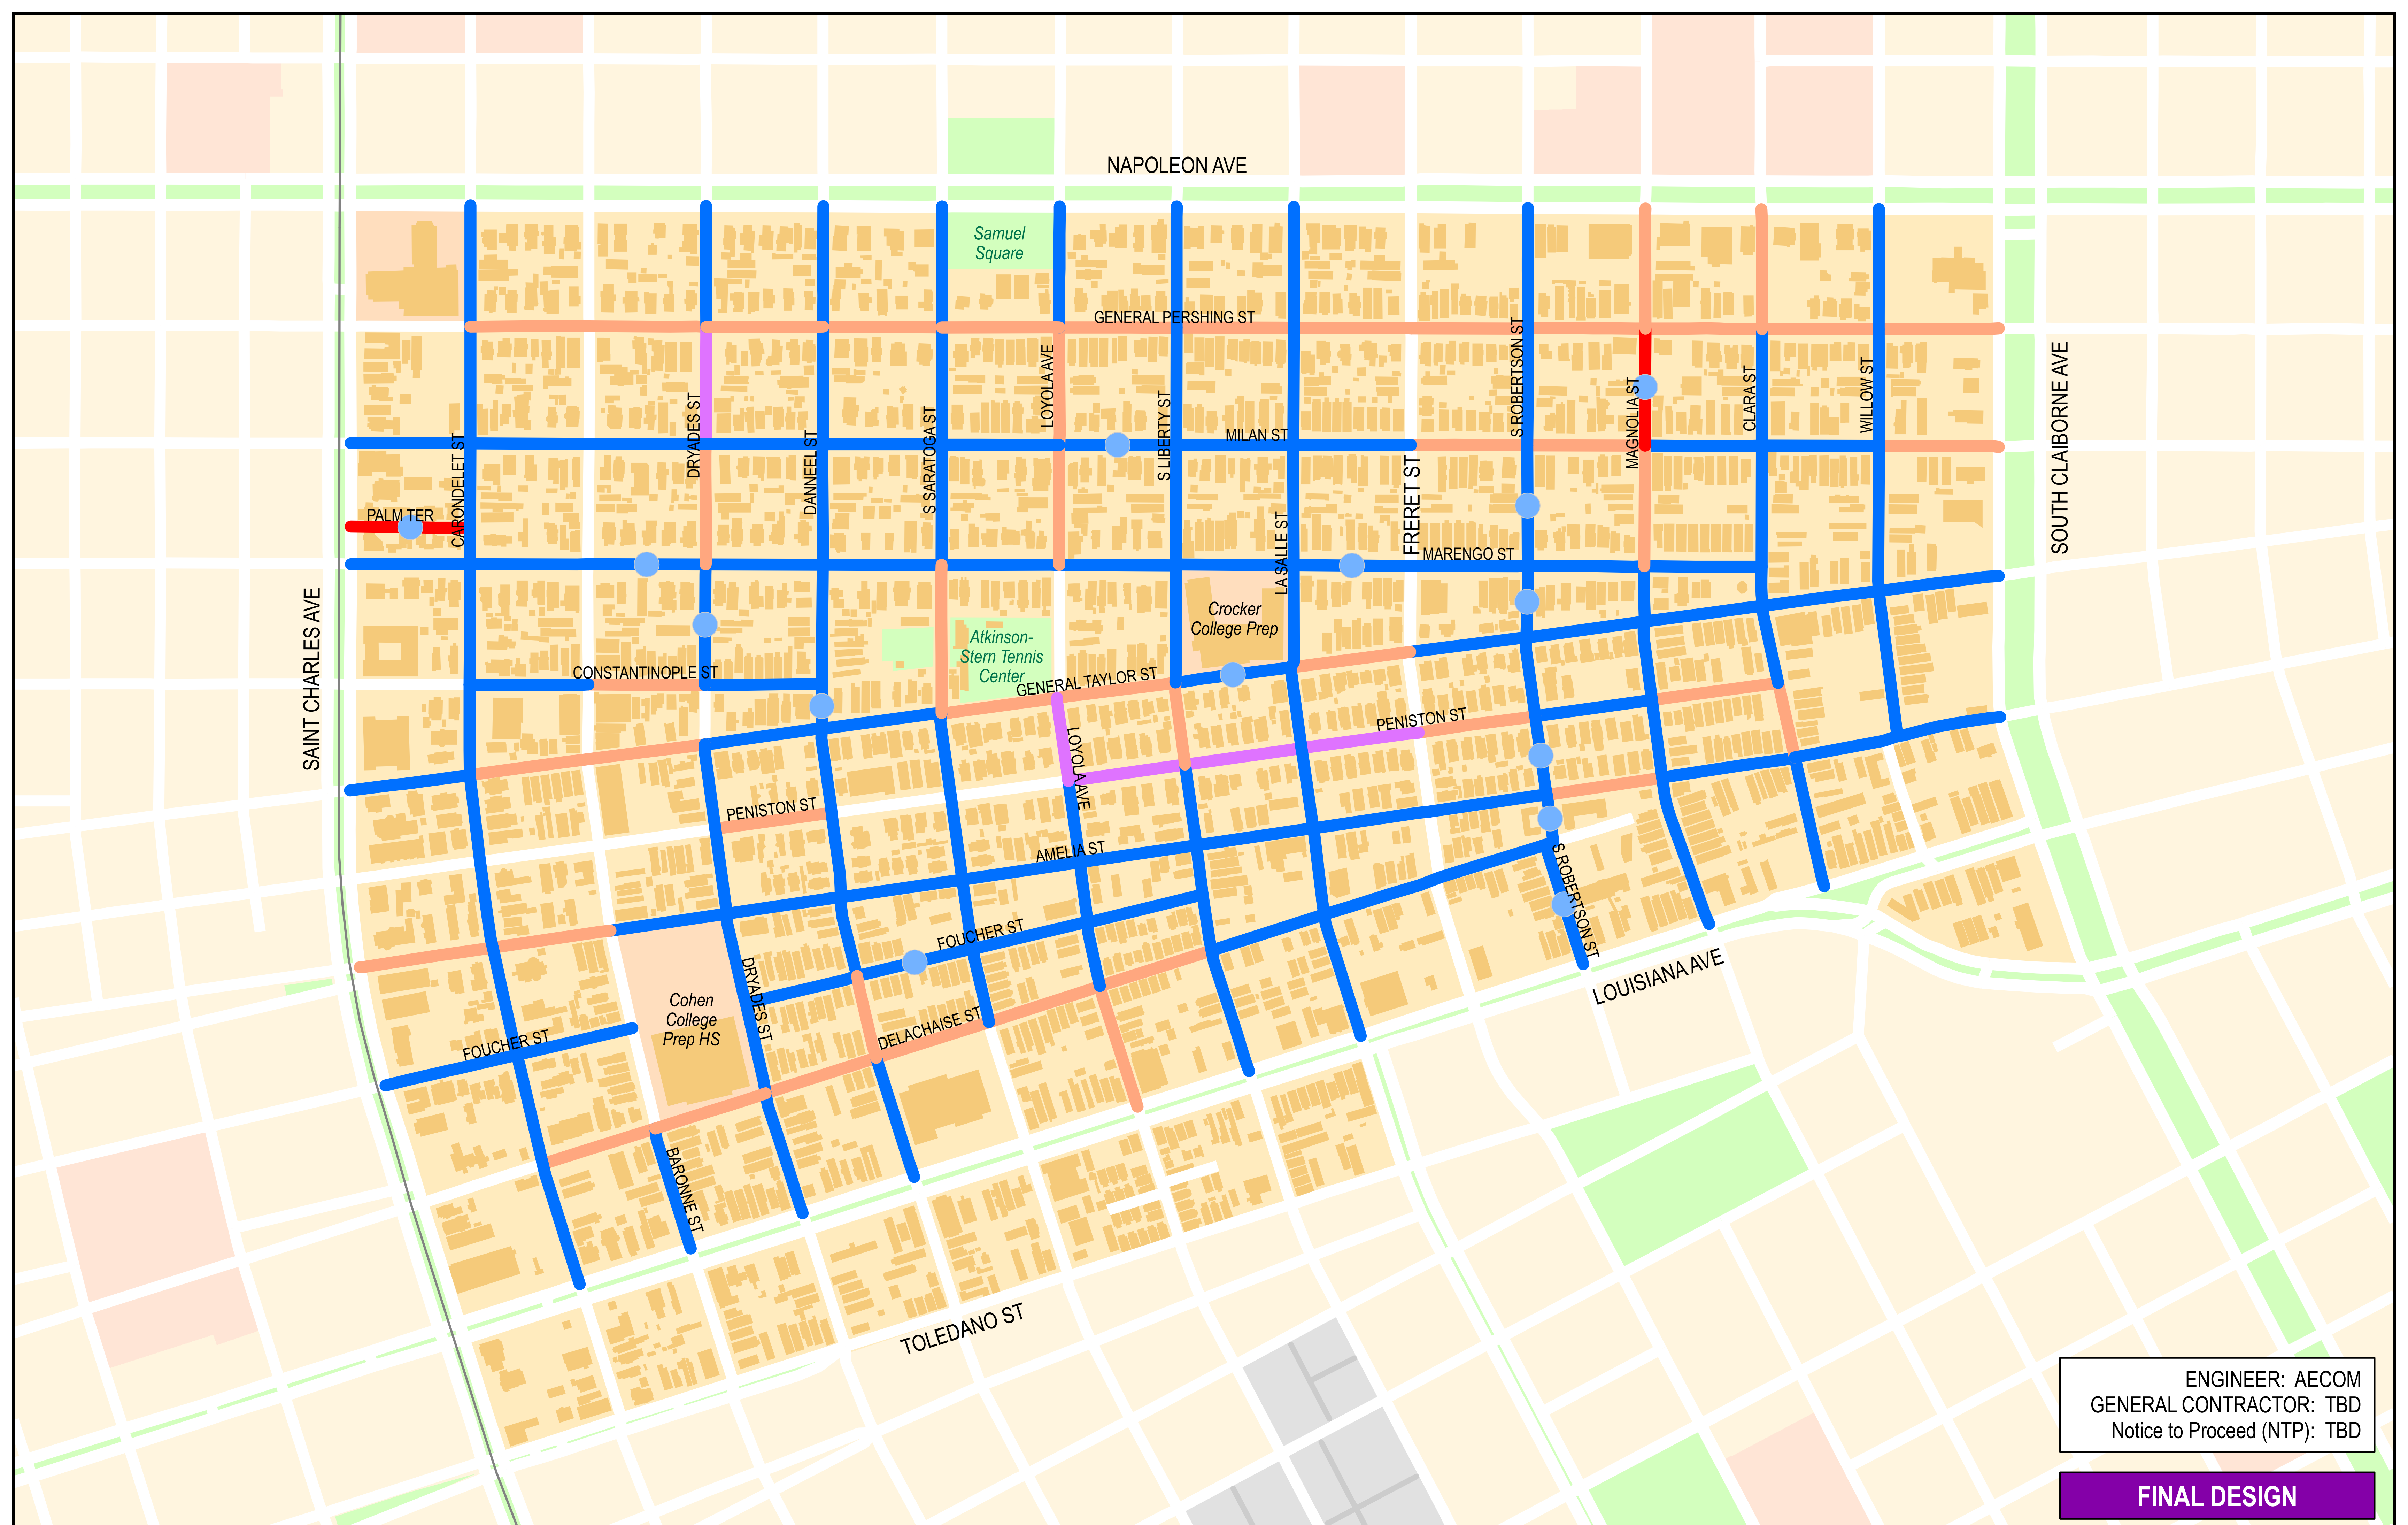 NAPOLEON AVE
Samuel
Square
GENERAL PERSHING ST
S ROBERTSON ST
LOYOLA AVE
SOUTH CLAIBORNE AVE
WILLOW ST
CLARA ST
MAGNOLIA ST
DRYADES ST
S LIBERTY ST
S SARATOGA ST
DANNEEL ST
CARONDELET ST
MILAN ST
FRERET ST
PALM TER
LA SALLE ST
MARENGO ST
SAINT CHARLES AVE
Crocker
College Prep
Atkinson-
Stern Tennis
Center
CONSTANTINOPLE ST
GENERAL TAYLOR ST
PENISTON ST
LOYOLA AVE
PENISTON ST
AMELIA ST
S ROBERTSON ST
FOUCHER ST
DRYADES ST
LOUISIANA AVE
Cohen
College
Prep HS
DELACHAISE ST
FOUCHER ST
BARONNE ST
TOLEDANO ST
ENGINEER: AECOM
GENERAL CONTRACTOR: TBD
Notice to Proceed (NTP): TBD
FINAL DESIGN